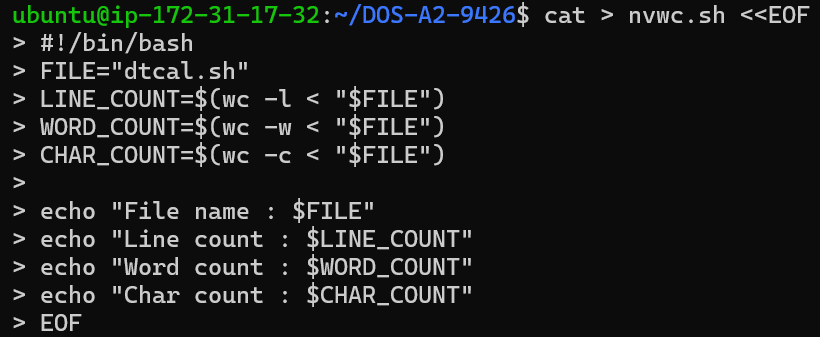 ubuntu@ip-172-31-17-32:~/DOS-A2-9426$ cat > nvwc.sh <<EOF
> #!/bin/bash
> FILE="dtcal.sh"
> LINE_COUNT=$(wc -l < "$FILE")
> WORD_COUNT=$(wc -w < "$FILE")
> CHAR_COUNT=$(wc -c < "$FILE")
>
> echo "File name : $FILE"
> echo "Line count : $LINE_COUNT"
> echo "Word count : $WORD_COUNT"
> echo "Char count : $CHAR_COUNT"
> EOF